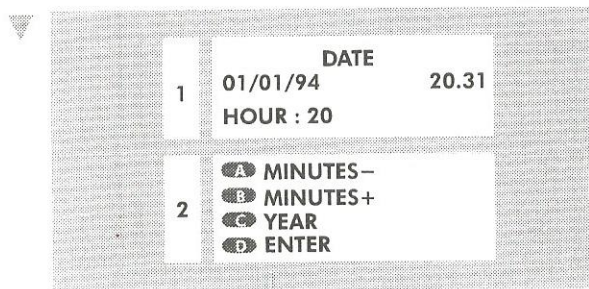 DATE
1 01/01/94 20.31
HOUR : 20
A MINUTES–
B MINUTES+
2 C YEAR
D ENTER